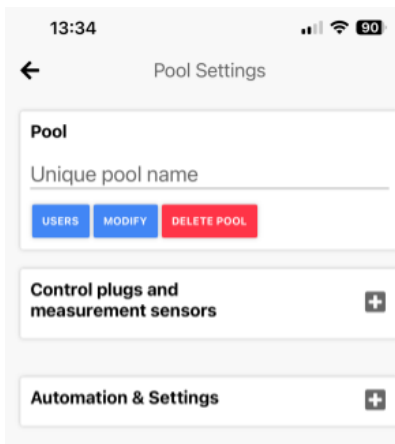 13:34
90
Pool Settings
Pool
Unique pool name
USERS
MODIFY
DELETE POOL
Control plugs and
measurement sensors
Automation & Settings